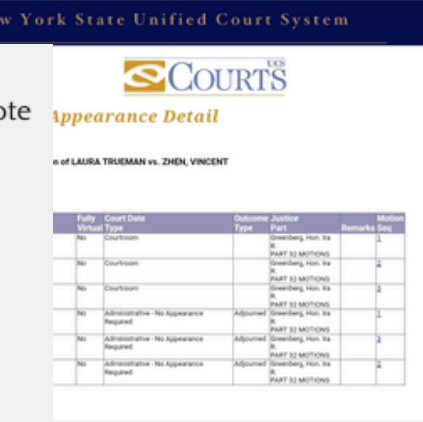 w York State Unified Court System
UCS
eCOURTS
ote
Appearance Detail
n of LAURA TRUEMAN vs. ZHEN, VINCENT
Fully Virtual Court Date Type Outcome Type Justice Part Remarks Motion Seq
No Courtroom Greenberg, Hon. Ira R. PART 32 MOTIONS 1
No Courtroom Greenberg, Hon. Ira R. PART 32 MOTIONS 2
No Courtroom Greenberg, Hon. Ira R. PART 32 MOTIONS 3
No Administrative - No Appearance Required Adjourned Greenberg, Hon. Ira R. PART 32 MOTIONS 1
No Administrative - No Appearance Required Adjourned Greenberg, Hon. Ira R. PART 32 MOTIONS 3
No Administrative - No Appearance Required Adjourned Greenberg, Hon. Ira R. PART 32 MOTIONS 2